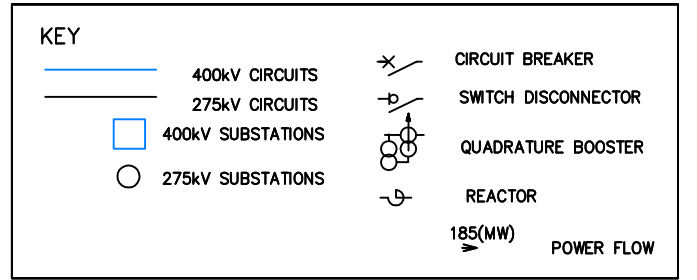 KEY
400kV CIRCUITS
275kV CIRCUITS
400kV SUBSTATIONS
275kV SUBSTATIONS
CIRCUIT BREAKER
SWITCH DISCONNECTOR
QUADRATURE BOOSTER
REACTOR
185(MW)
POWER FLOW